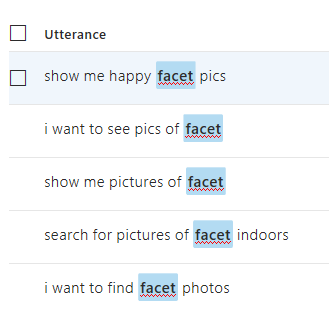 Utterance
show me happy facet pics
i want to see pics of facet
show me pictures of facet
search for pictures of facet indoors
i want to find facet photos